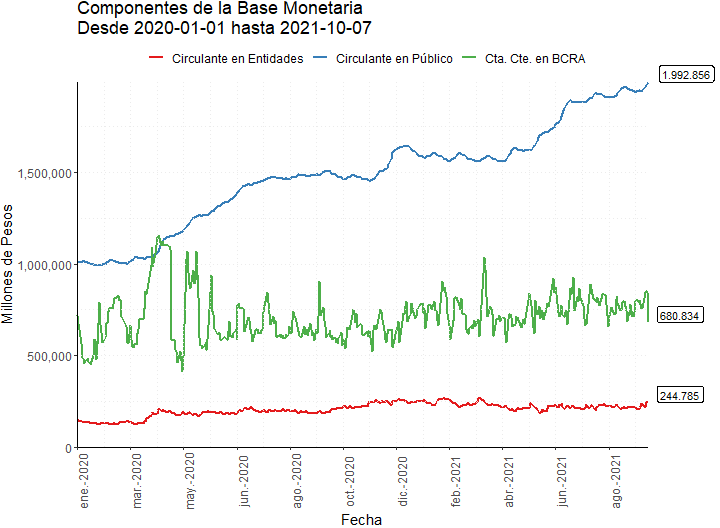 Componentes de la Base Monetaria
Desde 2020-01-01 hasta 2021-10-07
Circulante en Entidades Circulante en Público Cta. Cte. en BCRA
Millones de Pesos
1,500,000
1,000,000
500,000
0
1.992.856
680.834
244.785
ene.-2020
mar.-2020
may.-2020
jun.-2020
ago.-2020
oct.-2020
dic.-2020
feb.-2021
abr.-2021
jun.-2021
ago.-2021
Fecha